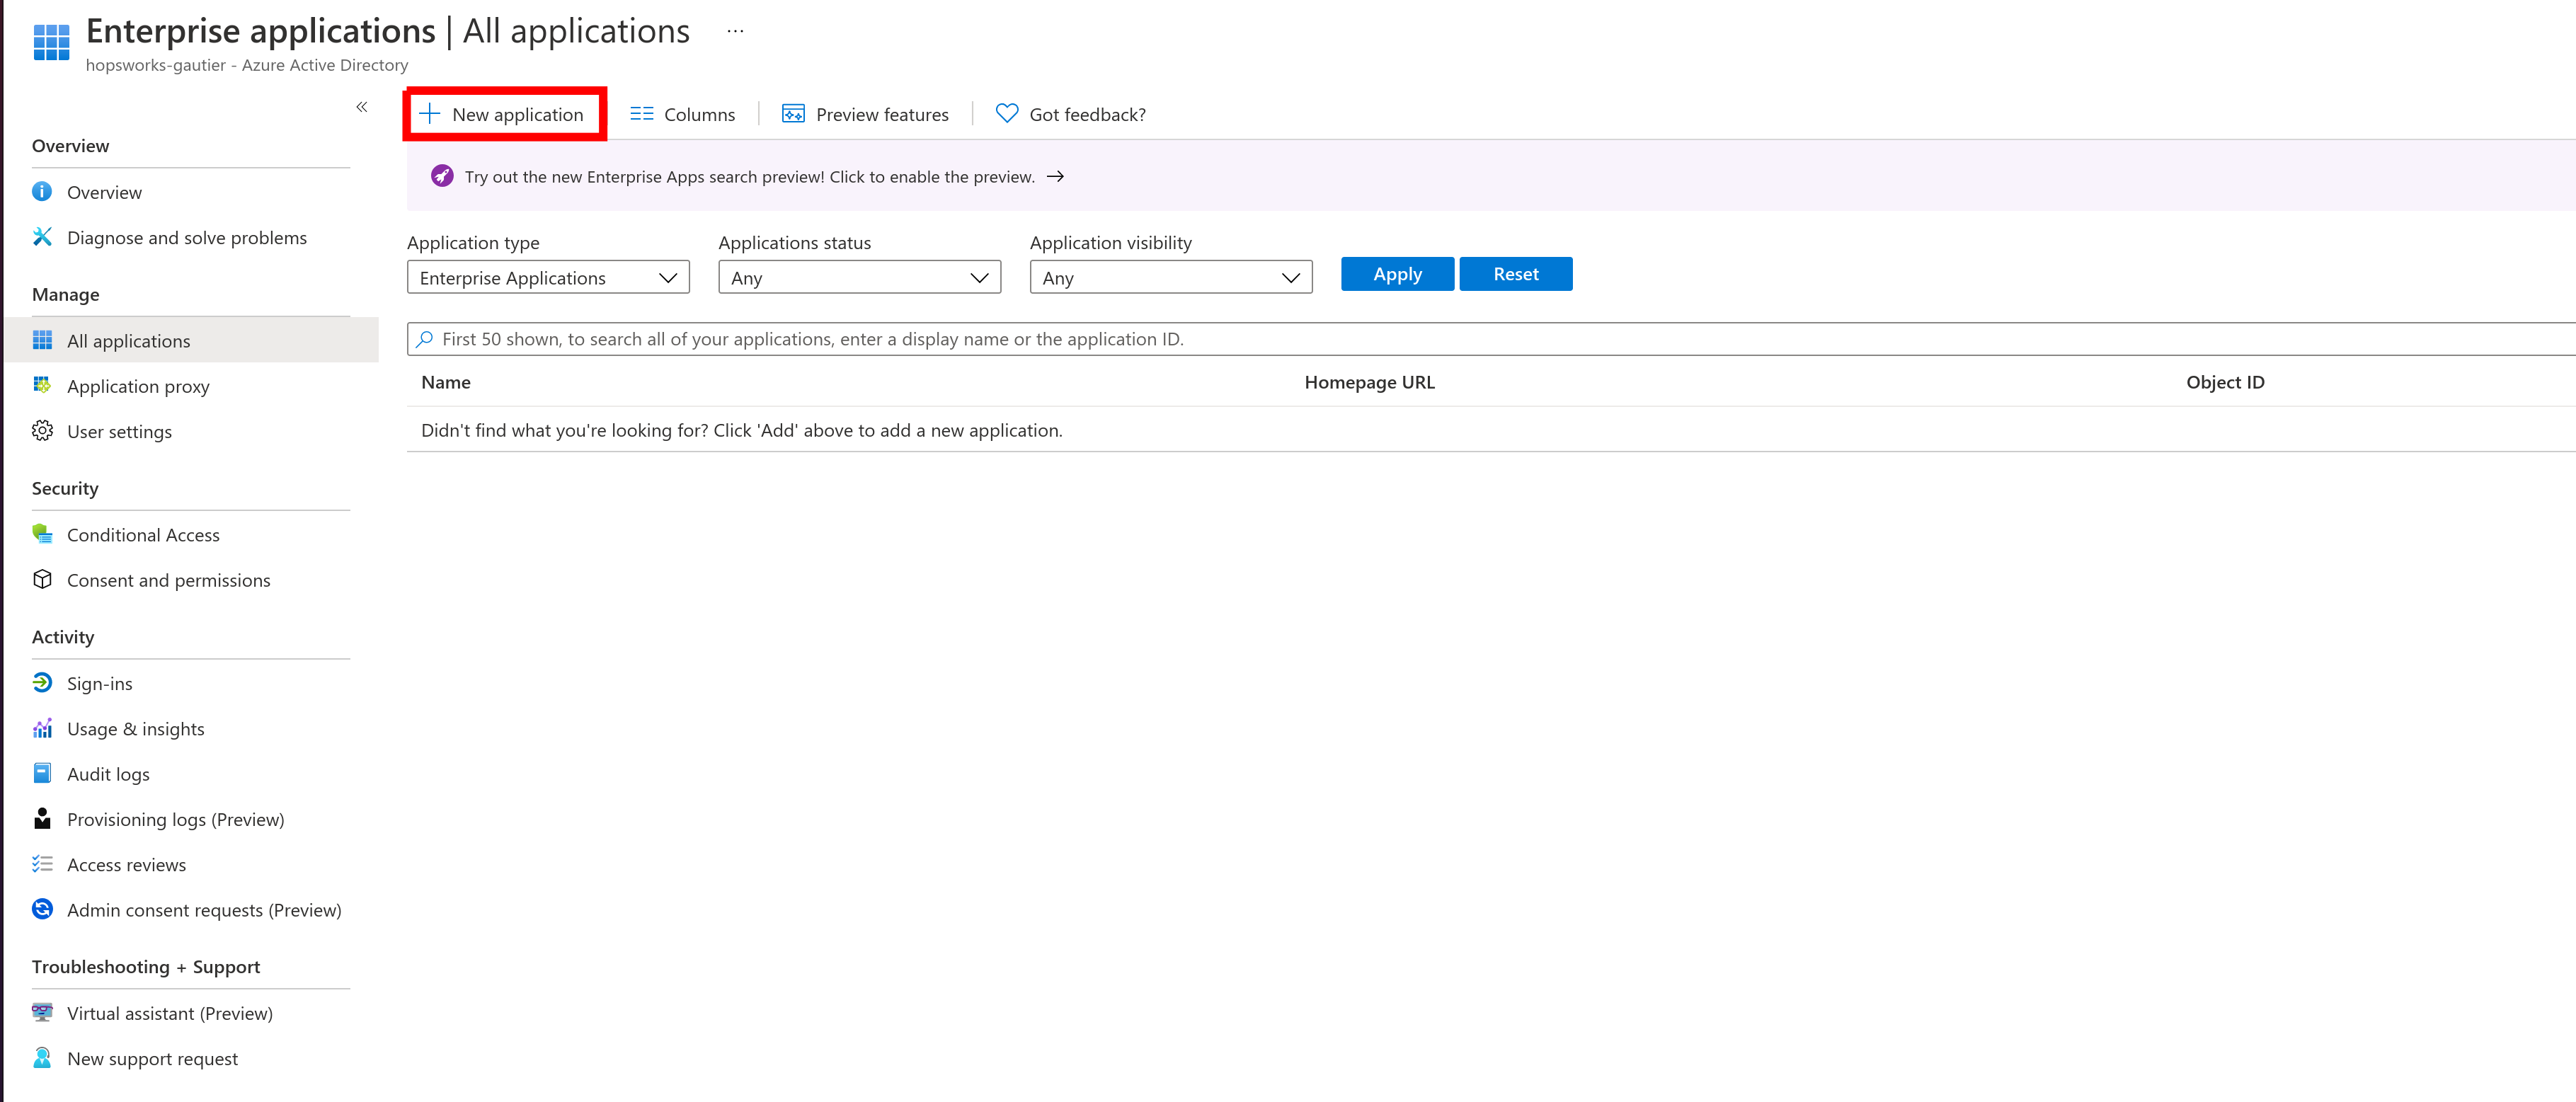 Enterprise applications | All applications ...
hopsworks-gautier - Azure Active Directory
«
Overview
Overview
Diagnose and solve problems
Manage
All applications
Application proxy
User settings
Security
Conditional Access
Consent and permissions
Activity
Sign-ins
Usage & insights
Audit logs
Provisioning logs (Preview)
Access reviews
Admin consent requests (Preview)
Troubleshooting + Support
Virtual assistant (Preview)
New support request
New application Columns Preview features Got feedback?
Try out the new Enterprise Apps search preview! Click to enable the preview. →
Application type Applications status Application visibility
Enterprise Applications Any Any Apply Reset
First 50 shown, to search all of your applications, enter a display name or the application ID.
Name Homepage URL Object ID
Didn't find what you're looking for? Click 'Add' above to add a new application.